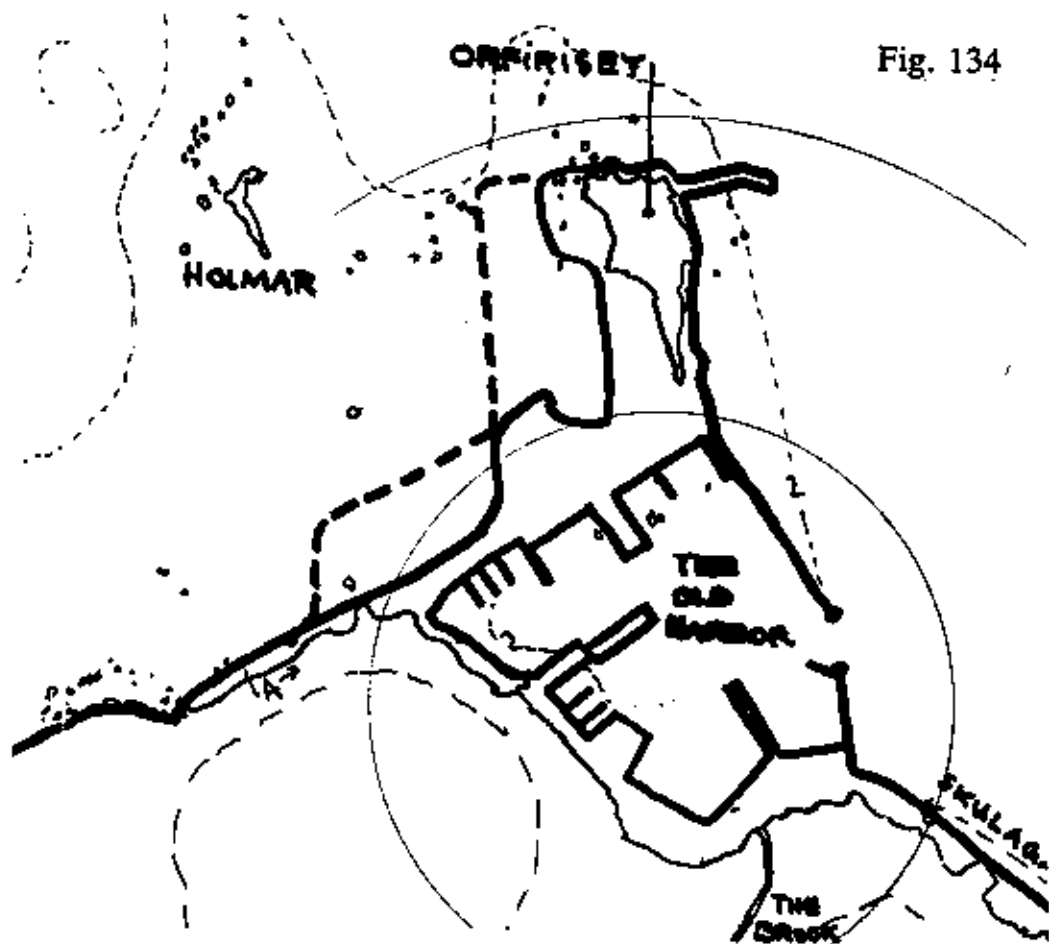 Fig. 134
ORFIRISEY
HOLMAR
THE
OLD
HARBOR
A
2
SKULAG
THE
BROOK